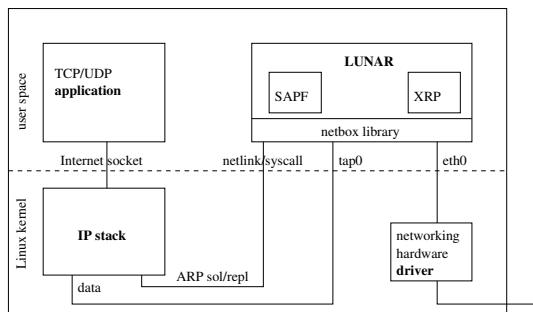 user space
TCP/UDP
application
LUNAR
SAPF
XRP
netbox library
Internet socket
netlink/syscall
tap0
eth0
Linux kernel
IP stack
networking
hardware
driver
ARP sol/repl
data